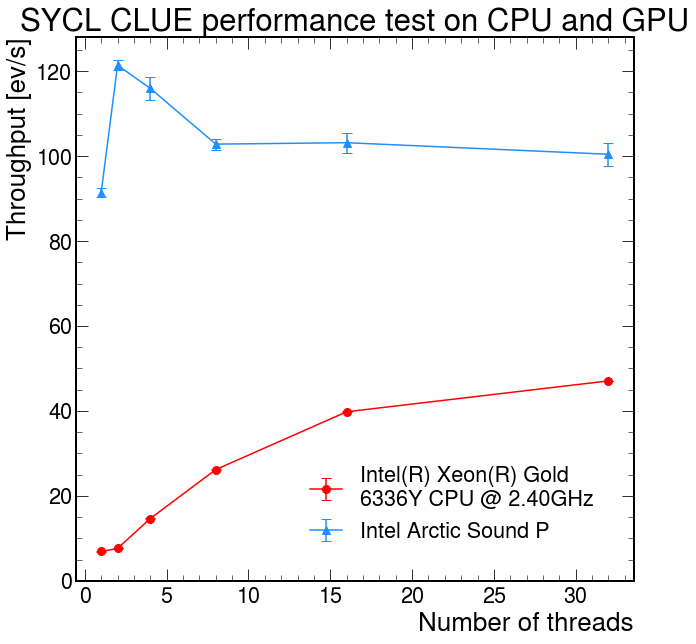 SYCL CLUE performance test on CPU and GPU
Throughput [ev/s]
120
100
80
60
40
20
0
Intel(R) Xeon(R) Gold
6336Y CPU @ 2.40GHz
Intel Arctic Sound P
0 5 10 15 20 25 30
Number of threads